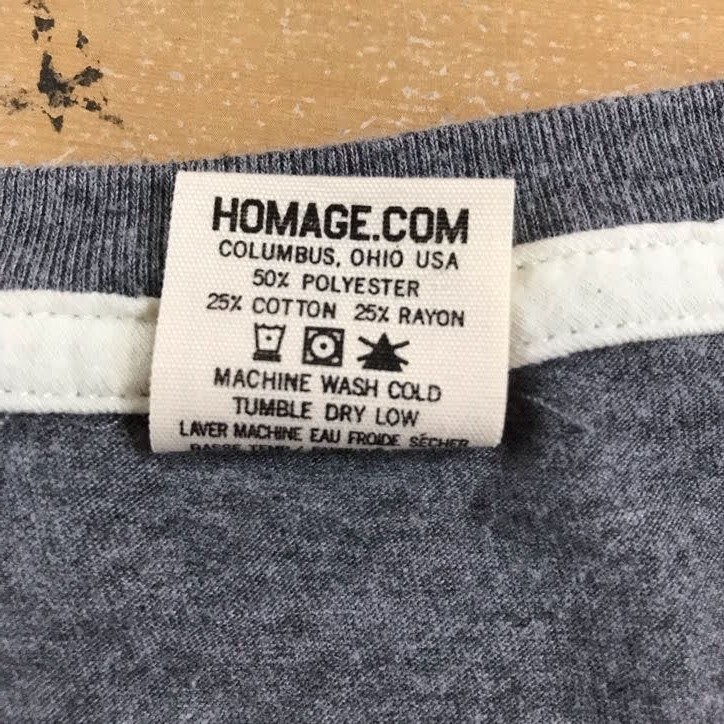 HOMAGE.COM
COLUMBUS, OHIO USA
50% POLYESTER
25% COTTON 25% RAYON
MACHINE WASH COLD
TUMBLE DRY LOW
LAVER MACHINE EAU FROIDE SÉCHER